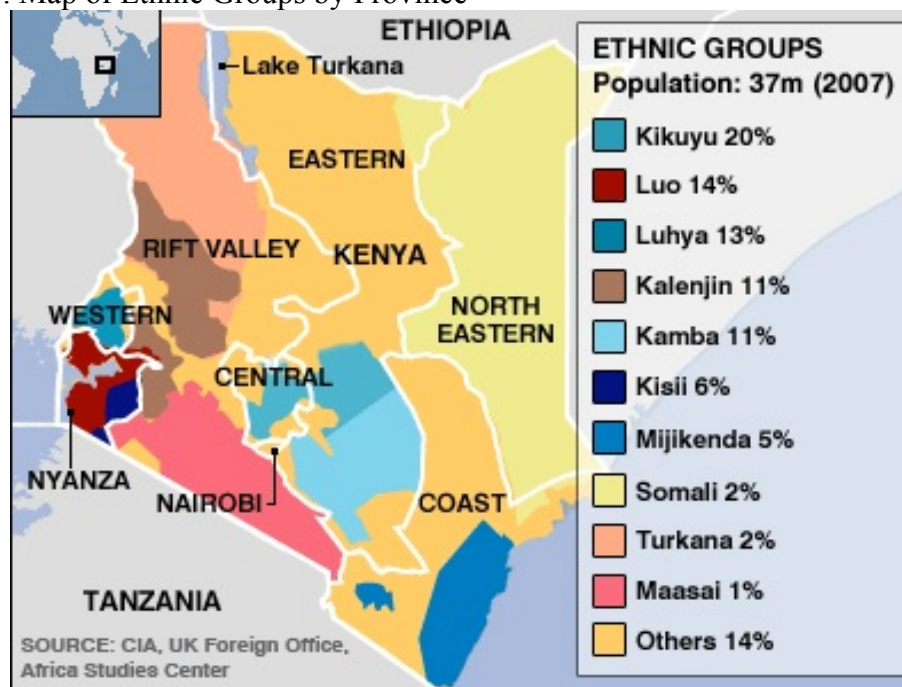 . Map of Ethnic Groups by Province
ETHIOPIA
Lake Turkana
EASTERN
RIFT VALLEY
KENYA
WESTERN
NORTH
EASTERN
CENTRAL
NYANZA
NAIROBI
COAST
TANZANIA
SOURCE: CIA, UK Foreign Office,
Africa Studies Center
ETHNIC GROUPS
Population: 37m (2007)
Kikuyu 20%
Luo 14%
Luhya 13%
Kalenjin 11%
Kamba 11%
Kisii 6%
Mijikenda 5%
Somali 2%
Turkana 2%
Maasai 1%
Others 14%